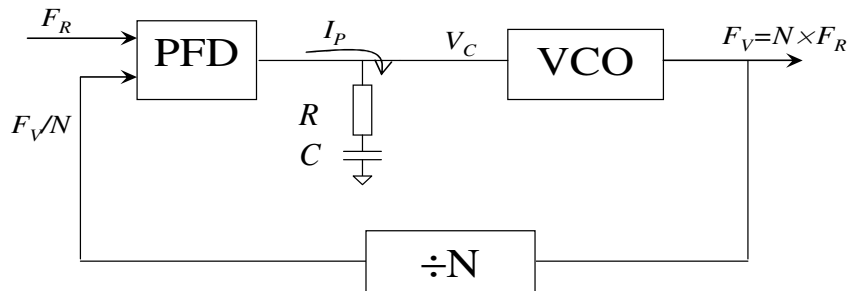 F_R
PFD
I_P
V_C
VCO
F_V=N×F_R
F_V/N
R
C
÷N